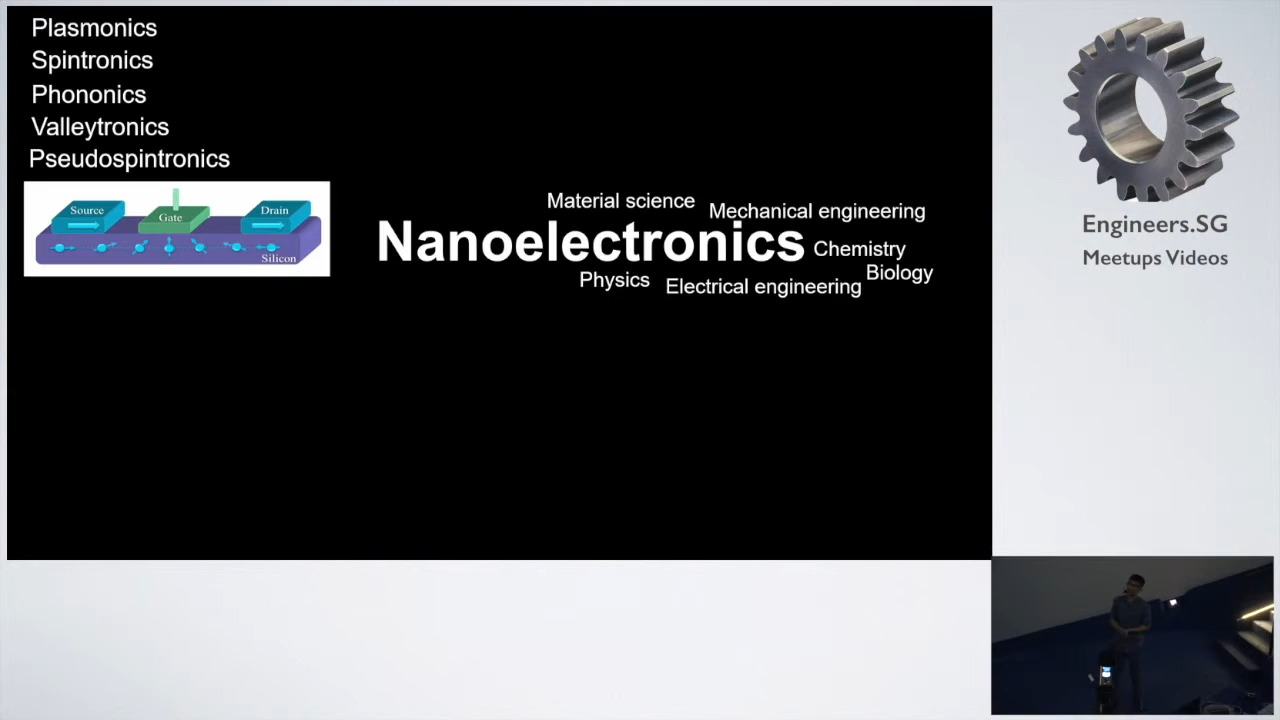 Plasmonics
Spintronics
Phononics
Valleytronics
Pseudospintronics
Source
Gate
Drain
Silicon
Material science
Mechanical engineering
Nanoelectronics
Chemistry
Biology
Physics
Electrical engineering
Engineers.SG
Meetups Videos